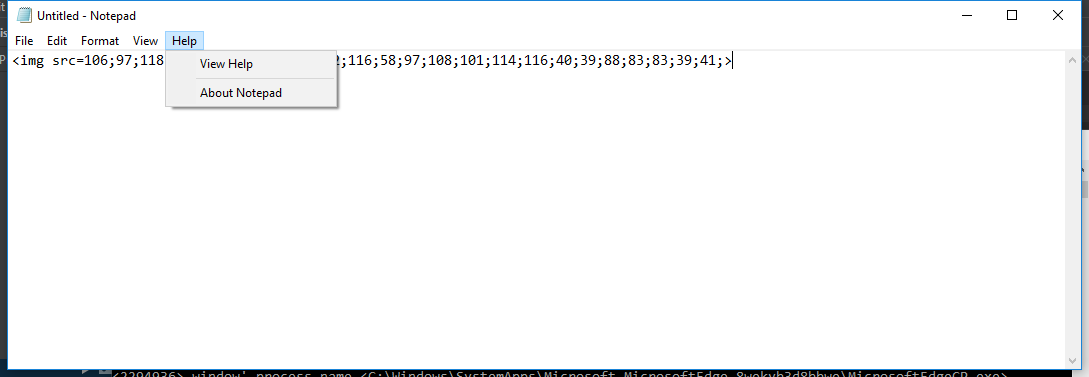 Untitled - Notepad
File Edit Format View Help
<img src=106;97;118 2;116;58;97;108;101;114;116;40;39;88;83;83;39;41;>
View Help
About Notepad
<2294936> window' process name <C:\Windows\SystemApps\Microsoft.MicrosoftEdge_8wekyb3d8bbwe\MicrosoftEdgeCP.exe>